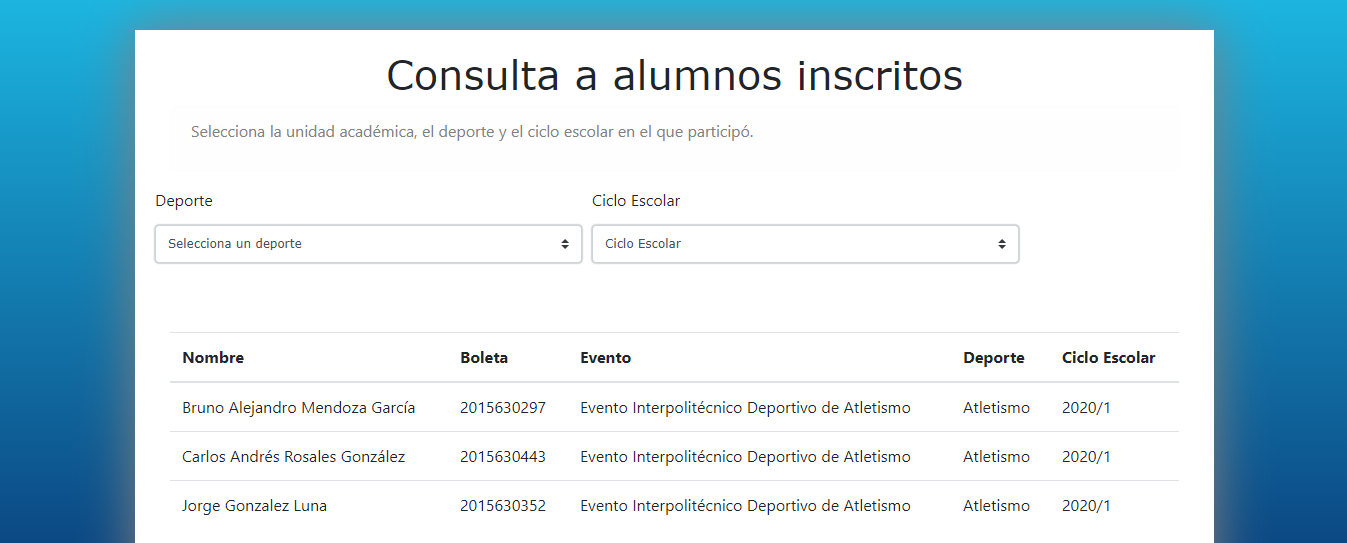 Consulta a alumnos inscritos
Selecciona la unidad académica, el deporte y el ciclo escolar en el que participó.
Deporte Ciclo Escolar
Selecciona un deporte Ciclo Escolar
Nombre Boleta Evento Deporte Ciclo Escolar
Bruno Alejandro Mendoza García 2015630297 Evento Interpolitécnico Deportivo de Atletismo Atletismo 2020/1
Carlos Andrés Rosales González 2015630443 Evento Interpolitécnico Deportivo de Atletismo Atletismo 2020/1
Jorge Gonzalez Luna 2015630352 Evento Interpolitécnico Deportivo de Atletismo Atletismo 2020/1